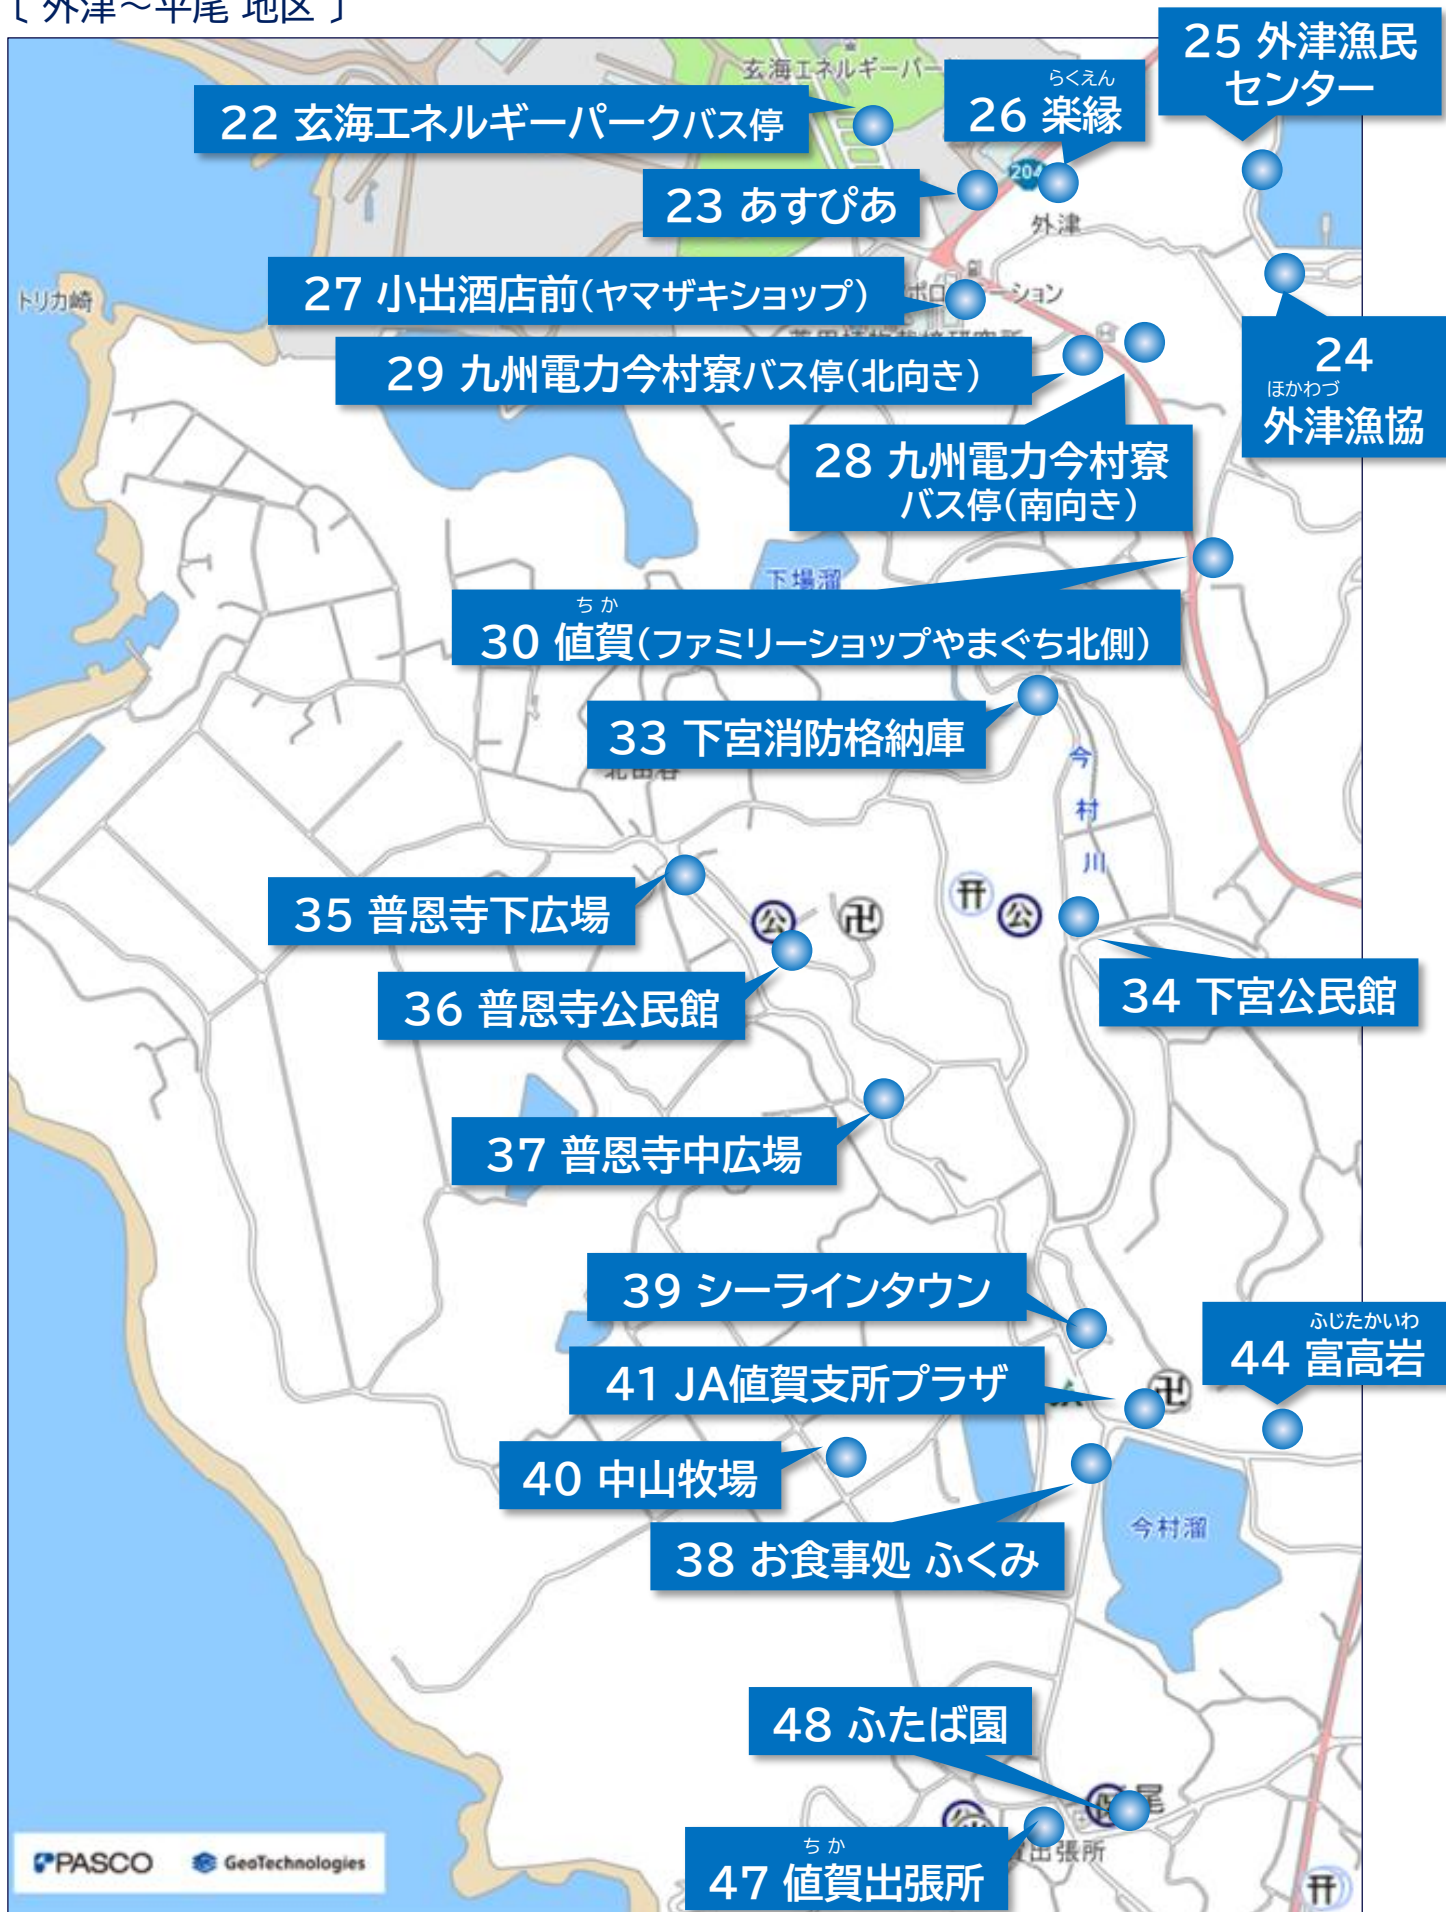 〔 外津～平尾 地区 〕
25 外津漁民
センター
玄海エネルギーパー
らくえん
26 楽縁
22 玄海エネルギーパークバス停
204
23 あすぴあ
外津
27 小出酒店前(ヤマザキショップ)
トリカ崎
ション
29 九州電力今村寮バス停(北向き)
24
ほかわづ
外津漁協
28 九州電力今村寮
バス停(南向き)
下場溜
ちか
30 値賀(ファミリーショップやまぐち北側)
33 下宮消防格納庫
今
村
川
35 普恩寺下広場
公
卍
公
36 普恩寺公民館
34 下宮公民館
37 普恩寺中広場
39 シーラインタウン
ふじたかいわ
44 富高岩
41 JA値賀支所プラザ
卍
40 中山牧場
今村溜
38 お食事処 ふくみ
48 ふたば園
尾
出張所
ちか
47 値賀出張所
PASCO
GeoTechnologies